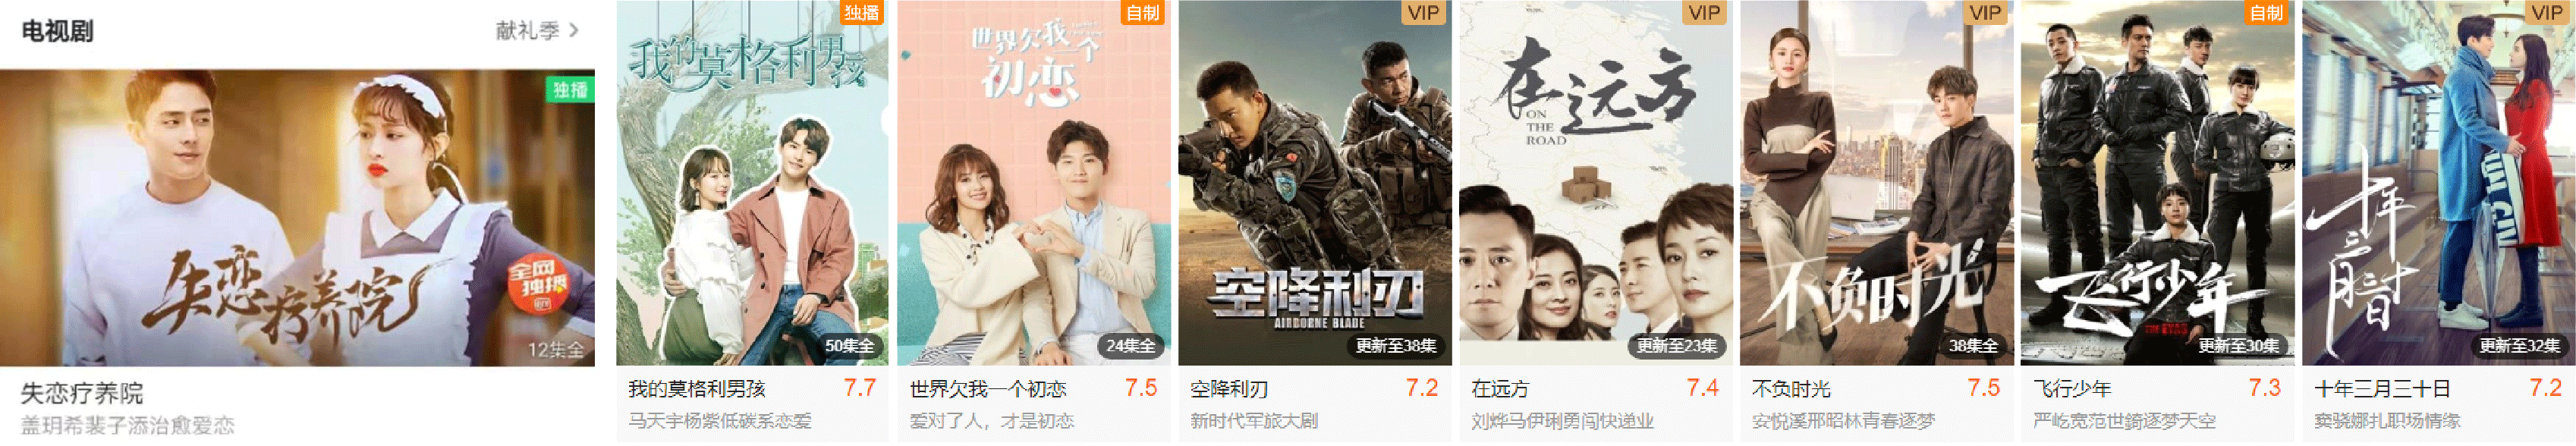 电视剧
献礼季 >
独播
失恋疗养院
全网
独播
12集全
失恋疗养院
盖玥希裴子添治愈爱恋
独播
我的莫格利男孩
50集全
我的莫格利男孩 7.7
马天宇杨紫低碳系恋爱
自制
世界欠我一个
初恋
24集全
世界欠我一个初恋 7.5
爱对了人，才是初恋
VIP
空降利刃
AIRBORNE BLADE
更新至38集
空降利刃 7.2
新时代军旅大剧
VIP
在远方
ON
THE
ROAD
更新至23集
在远方 7.4
刘烨马伊琍勇闯快递业
VIP
不负时光
38集全
不负时光 7.5
安悦溪邢昭林青春逐梦
自制
飞行少年
更新至30集
飞行少年 7.3
严屹宽范世錡逐梦天空
VIP
十年三月三十日
更新至32集
十年三月三十日 7.2
窦骁娜扎职场情缘